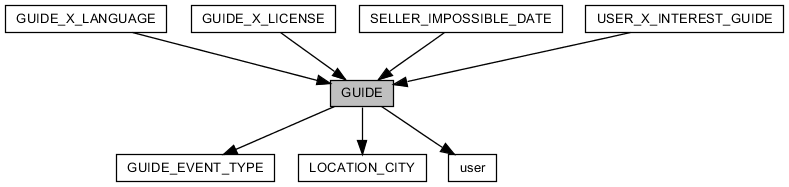 GUIDE_X_LANGUAGE
GUIDE_X_LICENSE
SELLER_IMPOSSIBLE_DATE
USER_X_INTEREST_GUIDE
GUIDE
GUIDE_EVENT_TYPE
LOCATION_CITY
user